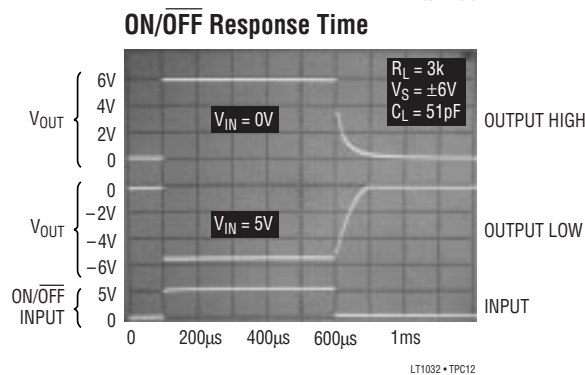 ON/OFF Response Time
6V
4V
2V
0
VOUT
VIN = 0V
RL = 3k
VS = ±6V
CL = 51pF
OUTPUT HIGH
0
–2V
–4V
–6V
VOUT
VIN = 5V
OUTPUT LOW
ON/OFF
INPUT
5V
0
INPUT
0 200μs 400μs 600μs 1ms
LT1032 • TPC12